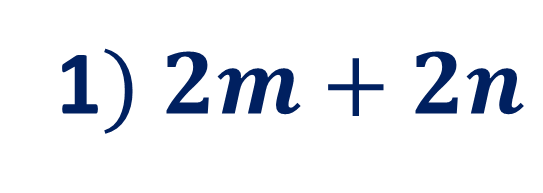 1) 2m + 2n